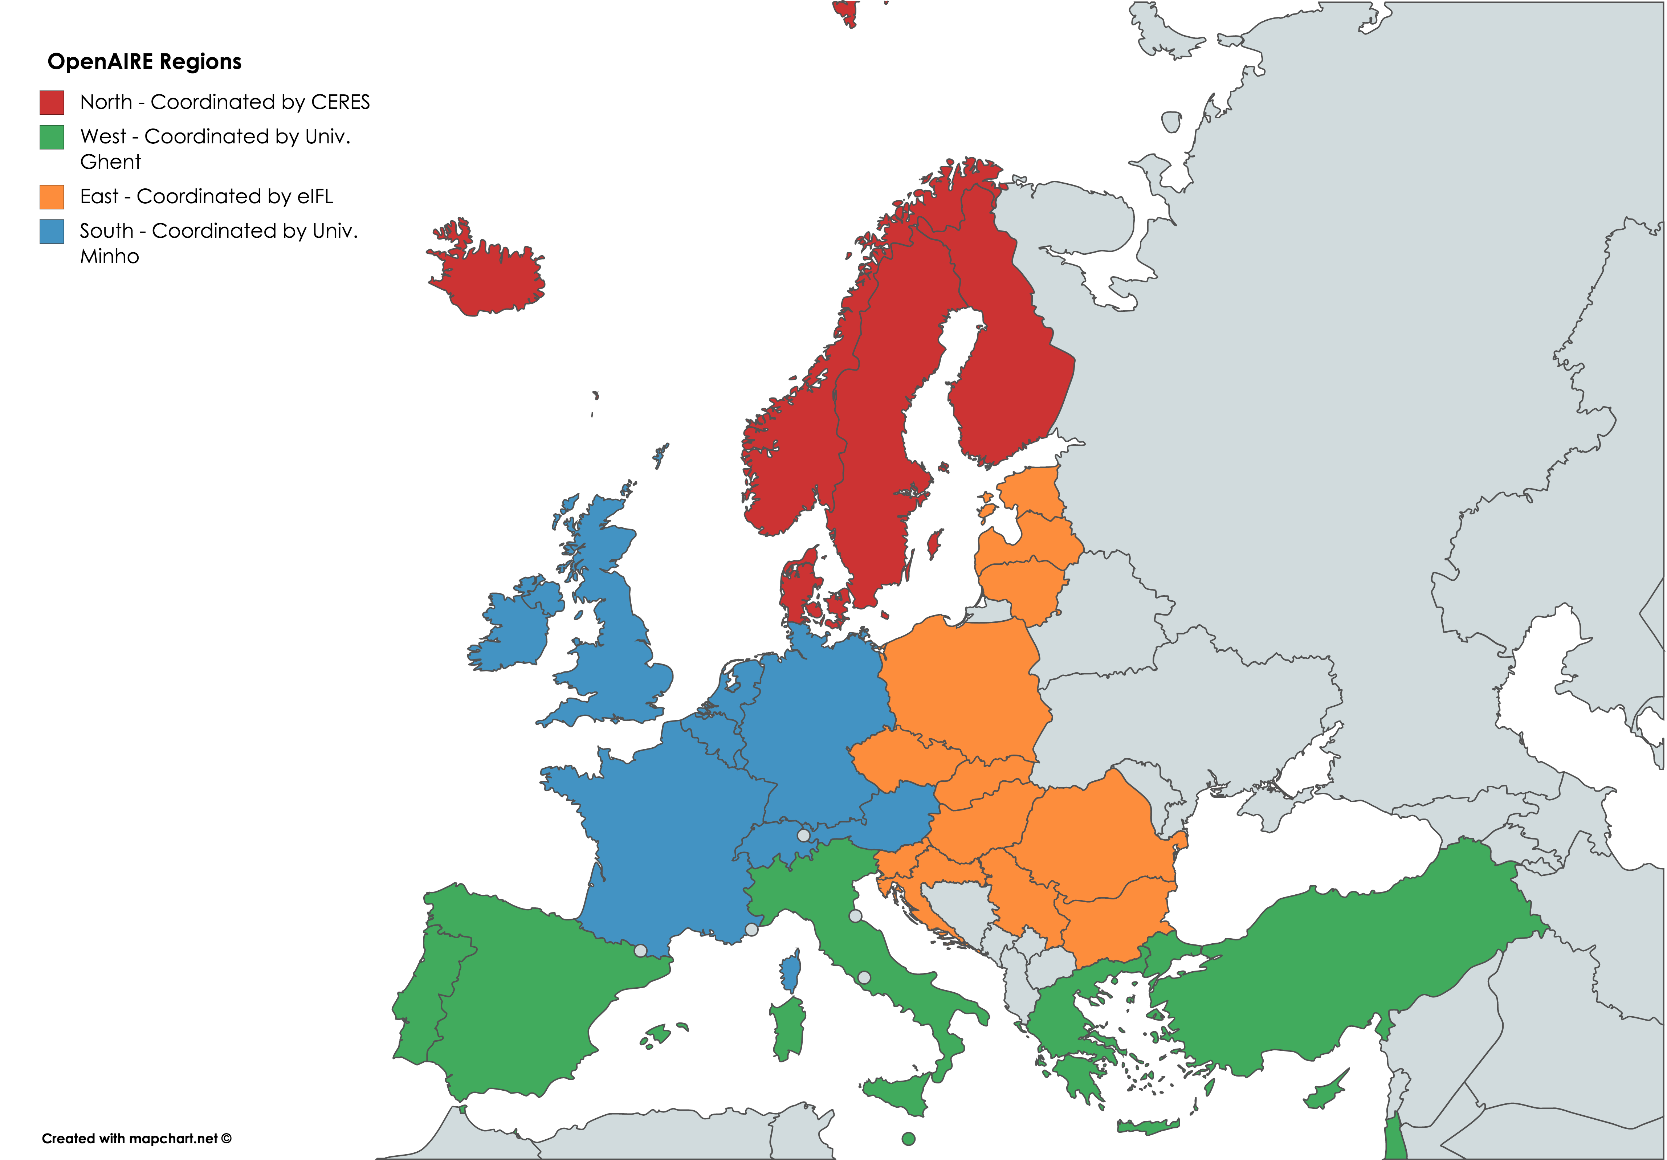 OpenAIRE Regions
North - Coordinated by CERES
West - Coordinated by Univ.
Ghent
East - Coordinated by eIFL
South - Coordinated by Univ.
Minho
Created with mapchart.net ©